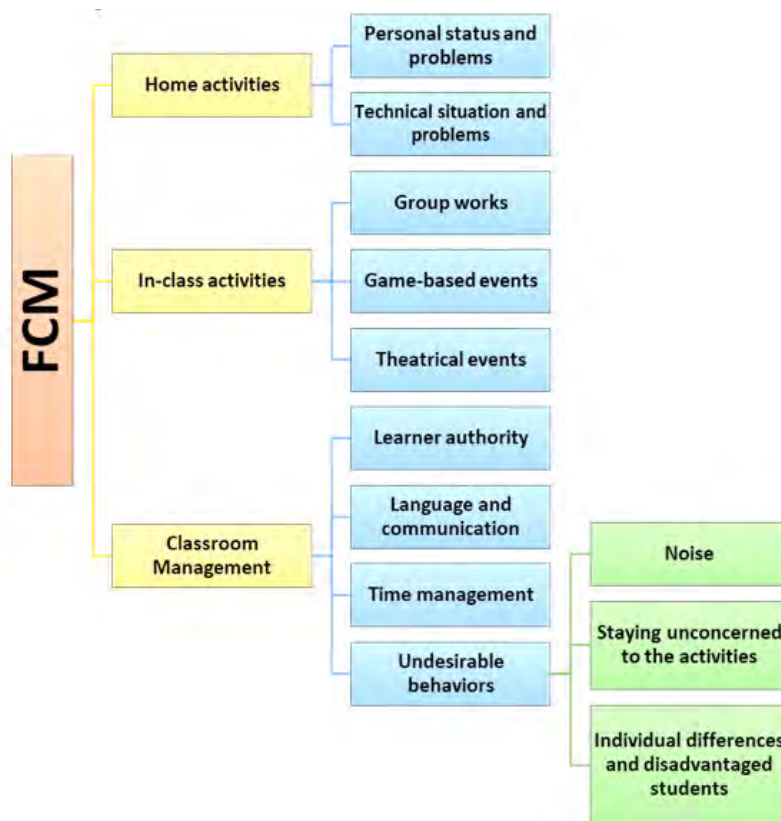 FCM
Home activities
Personal status and
problems
Technical situation and
problems
In-class activities
Group works
Game-based events
Theatrical events
Classroom
Management
Learner authority
Language and
communication
Time management
Undesirable
behaviors
Noise
Staying unconcerned
to the activities
Individual differences
and disadvantaged
students